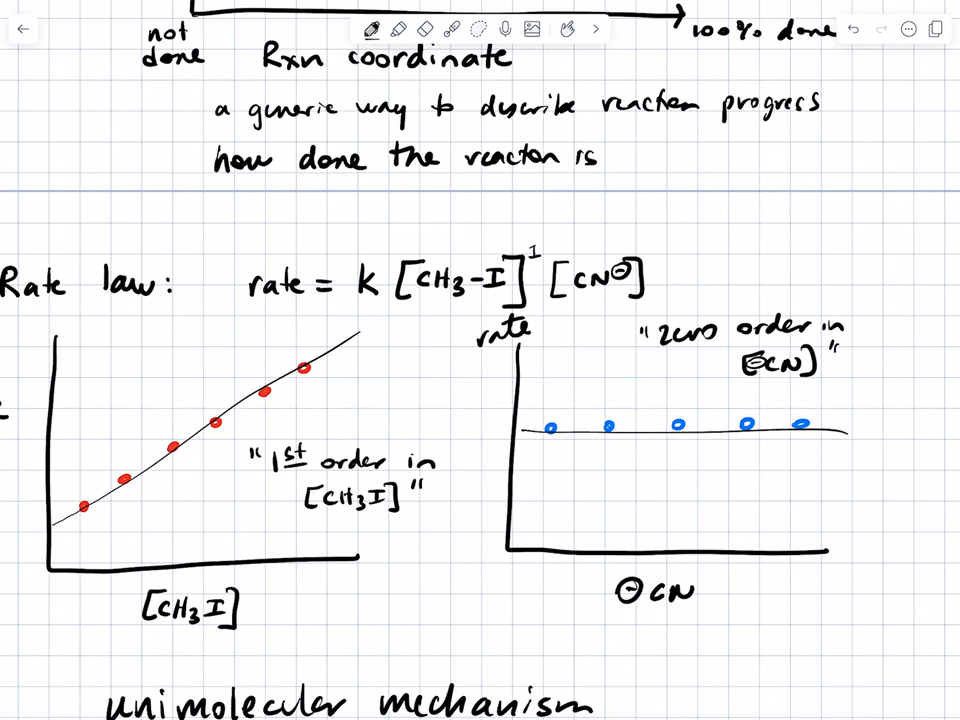 not done
100% done
Rxn coordinate
a generic way to describe reaction progress
how done the reacton is
Rate law: rate = K [CH₃-I]¹ [CN⊖]
rate
"zero order in
[⊖CN]"
"1st order in
[CH₃I]"
[CH₃I]
⊖CN
unimolecular mechanism